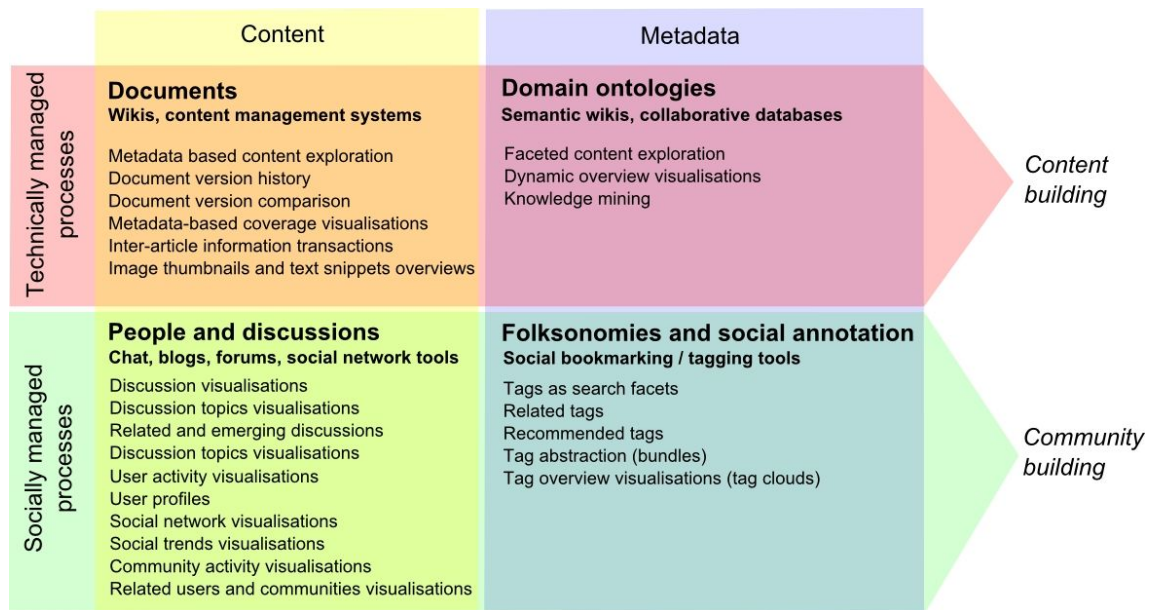 Content
Metadata
Technically managed
processes
Documents
Wikis, content management systems
Metadata based content exploration
Document version history
Document version comparison
Metadata-based coverage visualisations
Inter-article information transactions
Image thumbnails and text snippets overviews
Domain ontologies
Semantic wikis, collaborative databases
Faceted content exploration
Dynamic overview visualisations
Knowledge mining
Content
building
Socially managed
processes
People and discussions
Chat, blogs, forums, social network tools
Discussion visualisations
Discussion topics visualisations
Related and emerging discussions
Discussion topics visualisations
User activity visualisations
User profiles
Social network visualisations
Social trends visualisations
Community activity visualisations
Related users and communities visualisations
Folksonomies and social annotation
Social bookmarking / tagging tools
Tags as search facets
Related tags
Recommended tags
Tag abstraction (bundles)
Tag overview visualisations (tag clouds)
Community
building